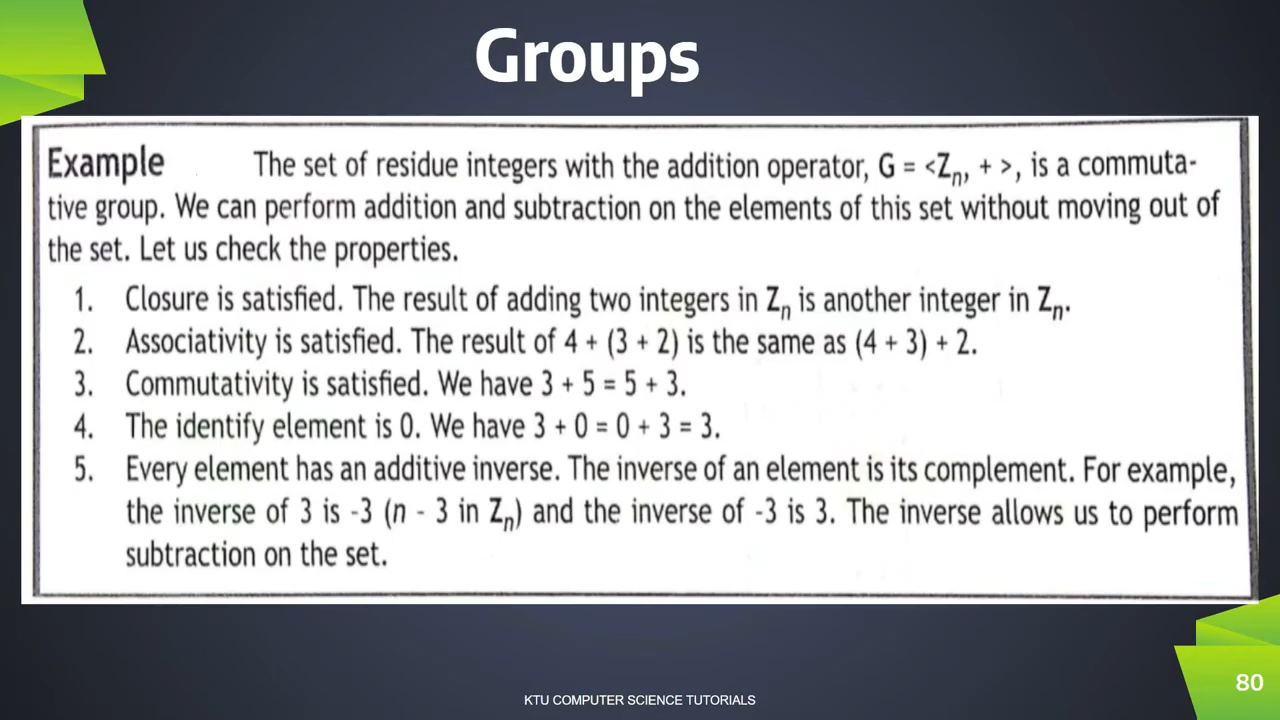 Groups
Example The set of residue integers with the addition operator, G = <Zn, + >, is a commuta-
tive group. We can perform addition and subtraction on the elements of this set without moving out of
the set. Let us check the properties.
1. Closure is satisfied. The result of adding two integers in Zn is another integer in Zn.
2. Associativity is satisfied. The result of 4 + (3 + 2) is the same as (4 + 3) + 2.
3. Commutativity is satisfied. We have 3 + 5 = 5 + 3.
4. The identify element is 0. We have 3 + 0 = 0 + 3 = 3.
5. Every element has an additive inverse. The inverse of an element is its complement. For example,
the inverse of 3 is -3 (n - 3 in Zn) and the inverse of -3 is 3. The inverse allows us to perform
subtraction on the set.
KTU COMPUTER SCIENCE TUTORIALS
80